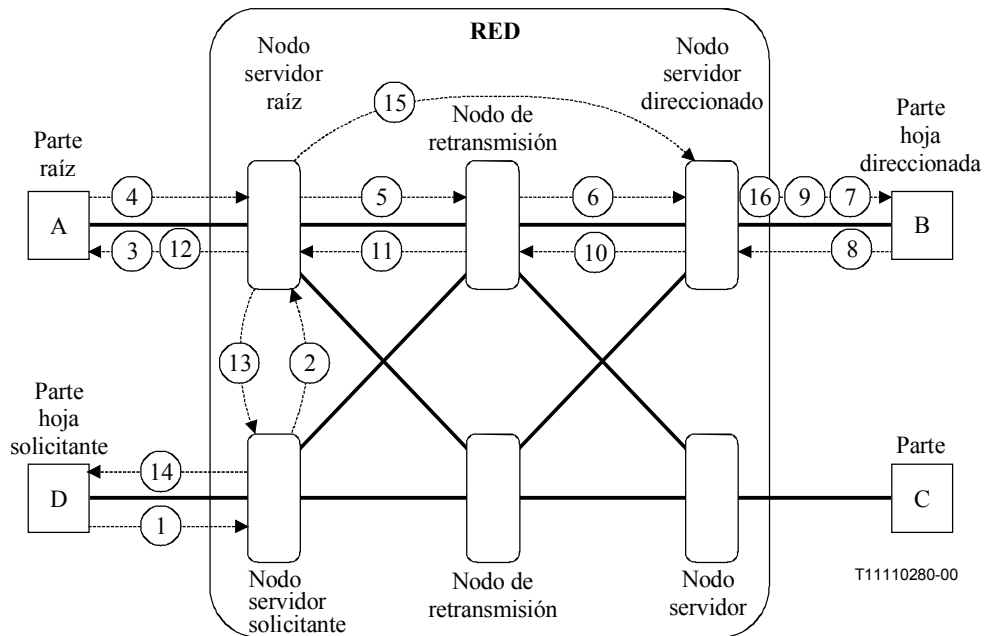 RED
Nodo
servidor
raíz
Nodo
servidor
direccionado
15
Nodo de
retransmisión
Parte
raíz
Parte
hoja
direccionada
4
5
6
16
9
7
A
B
3
12
11
10
8
13
2
Parte
hoja
solicitante
Parte
14
D
C
1
Nodo
servidor
solicitante
Nodo de
retransmisión
Nodo
servidor
T11110280-00